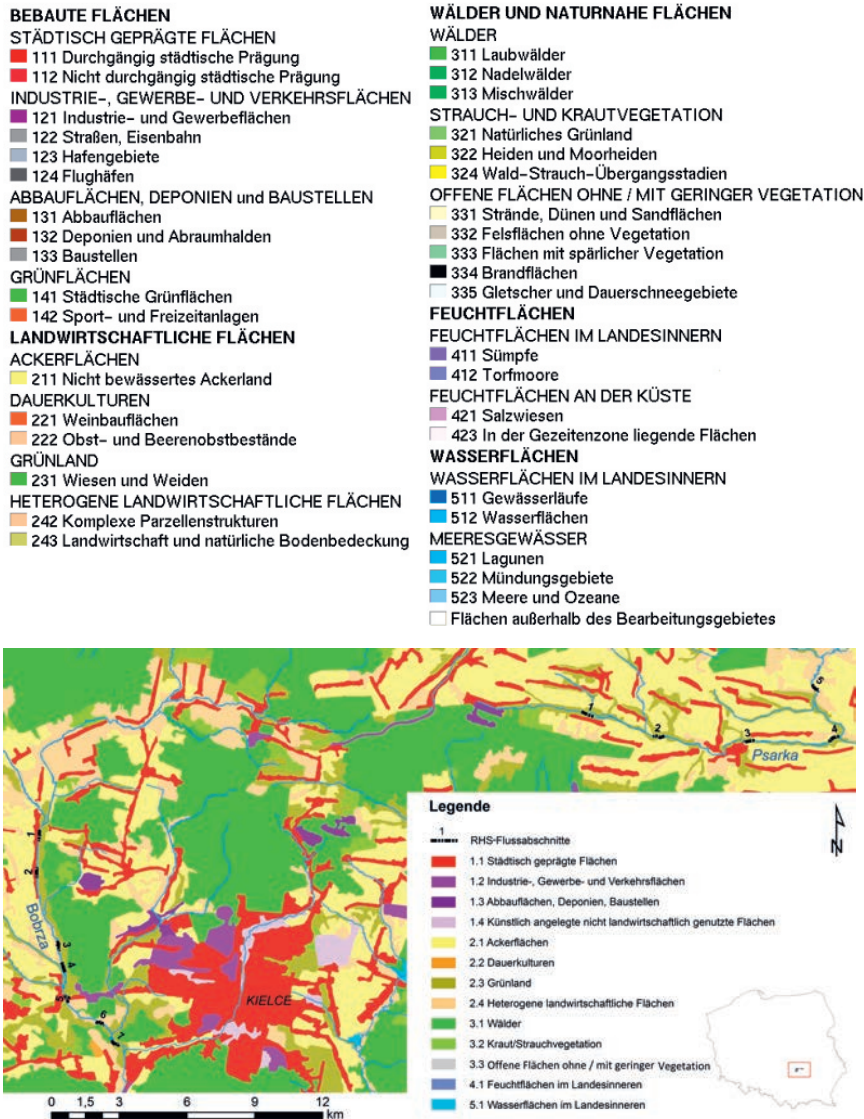 BEBAUTE FLÄCHEN
STÄDTISCH GEPRÄGTE FLÄCHEN
111 Durchgängig städtische Prägung
112 Nicht durchgängig städtische Prägung
INDUSTRIE-, GEWERBE- UND VERKEHRSFLÄCHEN
121 Industrie- und Gewerbeflächen
122 Straßen, Eisenbahn
123 Hafengebiete
124 Flughäfen
ABBAUFLÄCHEN, DEPONIEN und BAUSTELLEN
131 Abbauflächen
132 Deponien und Abraumhalden
133 Baustellen
GRÜNFLÄCHEN
141 Städtische Grünflächen
142 Sport- und Freizeitanlagen
LANDWIRTSCHAFTLICHE FLÄCHEN
ACKERFLÄCHEN
211 Nicht bewässertes Ackerland
DAUERKULTUREN
221 Weinbauflächen
222 Obst- und Beerenobstbestände
GRÜNLAND
231 Wiesen und Weiden
HETEROGENE LANDWIRTSCHAFTLICHE FLÄCHEN
242 Komplexe Parzellenstrukturen
243 Landwirtschaft und natürliche Bodenbedeckung
WÄLDER UND NATURNAHE FLÄCHEN
WÄLDER
311 Laubwälder
312 Nadelwälder
313 Mischwälder
STRAUCH- UND KRAUTVEGETATION
321 Natürliches Grünland
322 Heiden und Moorheiden
324 Wald-Strauch-Übergangsstadien
OFFENE FLÄCHEN OHNE / MIT GERINGER VEGETATION
331 Strände, Dünen und Sandflächen
332 Felsflächen ohne Vegetation
333 Flächen mit spärlicher Vegetation
334 Brandflächen
335 Gletscher und Dauerschneegebiete
FEUCHTFLÄCHEN
FEUCHTFLÄCHEN IM LANDESINNERN
411 Sümpfe
412 Torfmoore
FEUCHTFLÄCHEN AN DER KÜSTE
421 Salzwiesen
423 In der Gezeitenzone liegende Flächen
WASSERFLÄCHEN
WASSERFLÄCHEN IM LANDESINNERN
511 Gewässerläufe
512 Wasserflächen
MEERESGEWÄSSER
521 Lagunen
522 Mündungsgebiete
523 Meere und Ozeane
Flächen außerhalb des Bearbeitungsgebietes
5
1
2
3
4
Psarka
1
2
Bobrza
3
4
5
6
7
KIELCE
0 1,5 3 6 9 12
km
Legende
1
RHS-Flussabschnitte
1.1 Städtisch geprägte Flächen
1.2 Industrie-, Gewerbe- und Verkehrsflächen
1.3 Abbauflächen, Deponien, Baustellen
1.4 Künstlich angelegte nicht landwirtschaftlich genutzte Flächen
2.1 Ackerflächen
2.2 Dauerkulturen
2.3 Grünland
2.4 Heterogene landwirtschaftliche Flächen
3.1 Wälder
3.2 Kraut/Strauchvegetation
3.3 Offene Flächen ohne / mit geringer Vegetation
4.1 Feuchtflächen im Landesinneren
5.1 Wasserflächen im Landesinneren
N